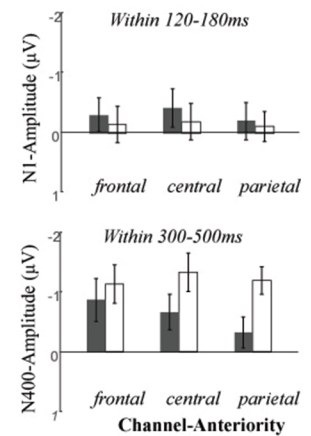 Within 120-180ms
N1-Amplitude (μV)
-2
-1
0
1
frontal central parietal
Within 300-500ms
N400-Amplitude (μV)
-2
-1
0
1
frontal central parietal
Channel-Anteriority